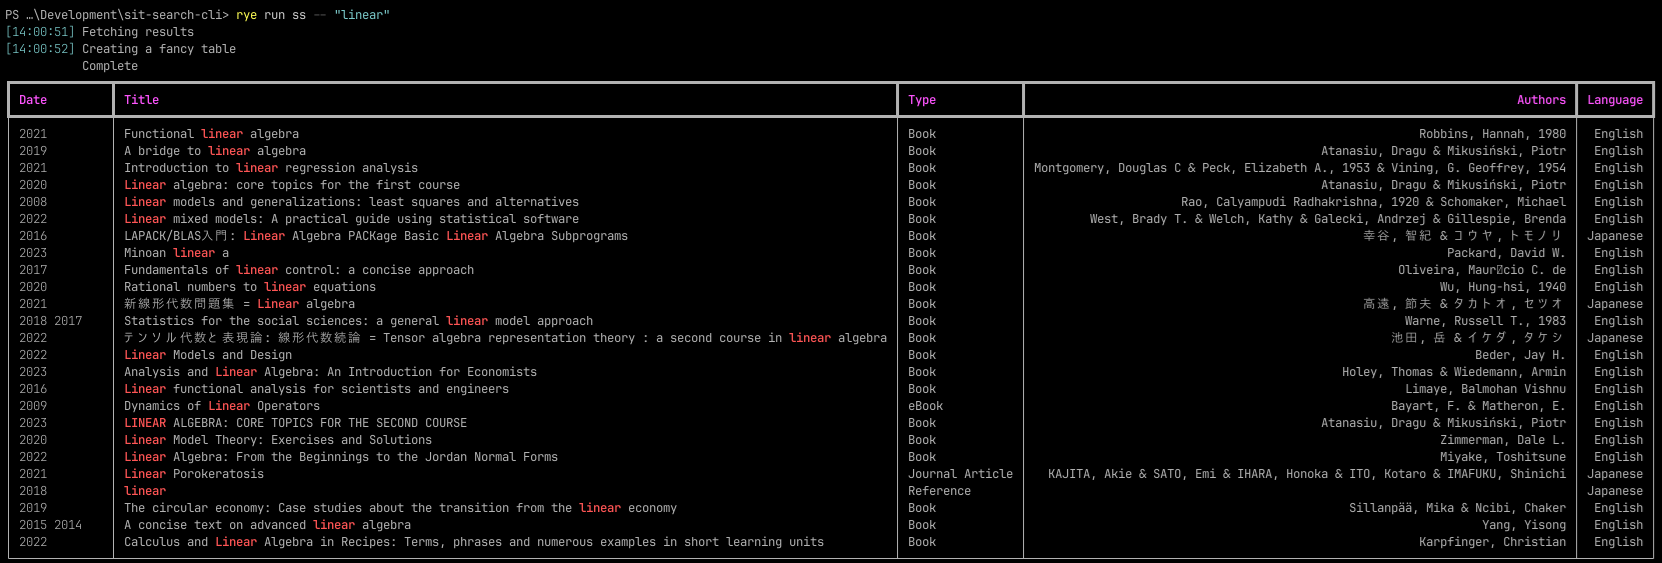 PS …\Development\sit-search-cli> rye run ss -- "linear"
[14:00:51] Fetching results
[14:00:52] Creating a fancy table
Complete
Date Title Type Authors Language
2021 Functional linear algebra Book Robbins, Hannah, 1980 English
2019 A bridge to linear algebra Book Atanasiu, Dragu & Mikusiński, Piotr English
2021 Introduction to linear regression analysis Book Montgomery, Douglas C & Peck, Elizabeth A., 1953 & Vining, G. Geoffrey, 1954 English
2020 Linear algebra: core topics for the first course Book Atanasiu, Dragu & Mikusiński, Piotr English
2008 Linear models and generalizations: least squares and alternatives Book Rao, Calyampudi Radhakrishna, 1920 & Schomaker, Michael English
2022 Linear mixed models: A practical guide using statistical software Book West, Brady T. & Welch, Kathy & Galecki, Andrzej & Gillespie, Brenda English
2016 LAPACK/BLAS入門: Linear Algebra PACKage Basic Linear Algebra Subprograms Book 幸谷, 智紀 & コウヤ, トモノリ Japanese
2023 Minoan linear a Book Packard, David W. English
2017 Fundamentals of linear control: a concise approach Book Oliveira, Maur□cio C. de English
2020 Rational numbers to linear equations Book Wu, Hung-hsi, 1940 English
2021 新線形代数問題集 = Linear algebra Book 高遠, 節夫 & タカトオ, セツオ Japanese
2018 2017 Statistics for the social sciences: a general linear model approach Book Warne, Russell T., 1983 English
2022 テンソル代数と表現論: 線形代数続論 = Tensor algebra representation theory : a second course in linear algebra Book 池田, 岳 & イケダ, タケシ Japanese
2022 Linear Models and Design Book Beder, Jay H. English
2023 Analysis and Linear Algebra: An Introduction for Economists Book Holey, Thomas & Wiedemann, Armin English
2016 Linear functional analysis for scientists and engineers Book Limaye, Balmohan Vishnu English
2009 Dynamics of Linear Operators eBook Bayart, F. & Matheron, E. English
2023 LINEAR ALGEBRA: CORE TOPICS FOR THE SECOND COURSE Book Atanasiu, Dragu & Mikusiński, Piotr English
2020 Linear Model Theory: Exercises and Solutions Book Zimmerman, Dale L. English
2022 Linear Algebra: From the Beginnings to the Jordan Normal Forms Book Miyake, Toshitsune English
2021 Linear Porokeratosis Journal Article KAJITA, Akie & SATO, Emi & IHARA, Honoka & ITO, Kotaro & IMAFUKU, Shinichi Japanese
2018 linear Reference Japanese
2019 The circular economy: Case studies about the transition from the linear economy Book Sillanpää, Mika & Ncibi, Chaker English
2015 2014 A concise text on advanced linear algebra Book Yang, Yisong English
2022 Calculus and Linear Algebra in Recipes: Terms, phrases and numerous examples in short learning units Book Karpfinger, Christian English